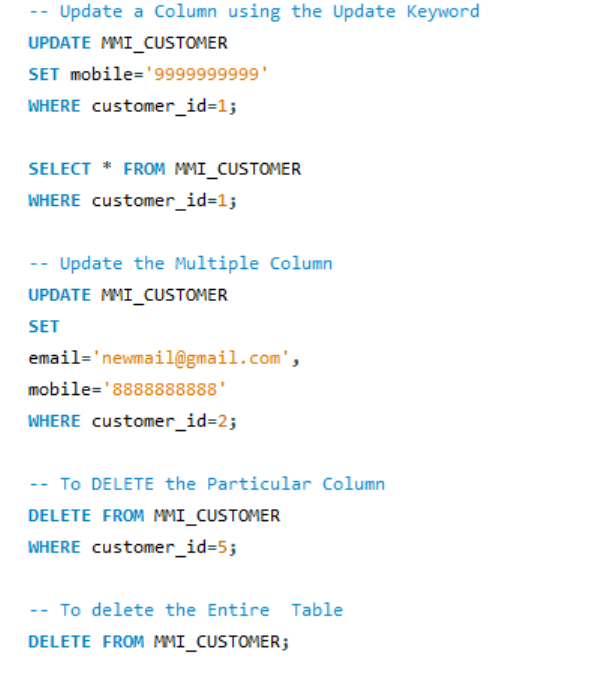 -- Update a Column using the Update Keyword
UPDATE MMI_CUSTOMER
SET mobile='9999999999'
WHERE customer_id=1;
SELECT * FROM MMI_CUSTOMER
WHERE customer_id=1;
-- Update the Multiple Column
UPDATE MMI_CUSTOMER
SET
email='newmail@gmail.com',
mobile='8888888888'
WHERE customer_id=2;
-- To DELETE the Particular Column
DELETE FROM MMI_CUSTOMER
WHERE customer_id=5;
-- To delete the Entire  Table
DELETE FROM MMI_CUSTOMER;